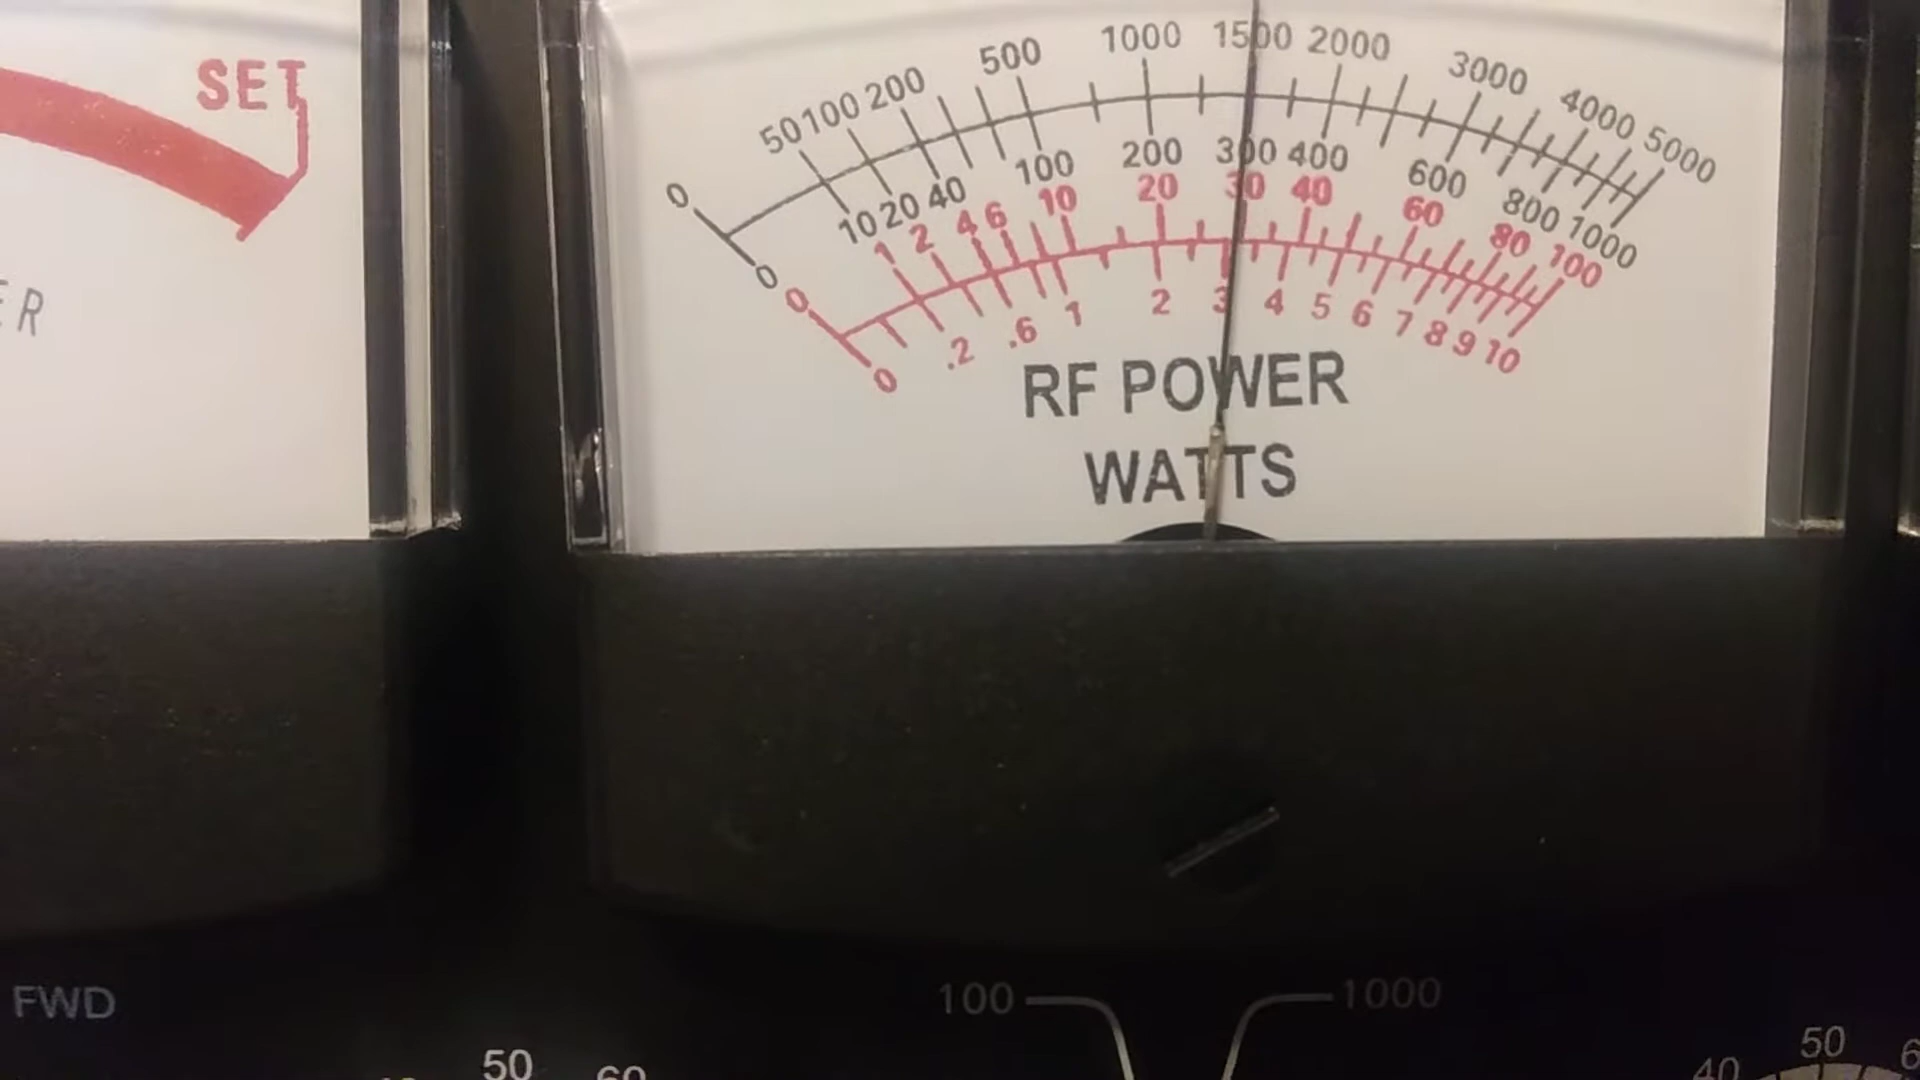 SET
ER
0 50 100 200 500 1000 1500 2000 3000 4000 5000
0 10 20 40 100 200 300 400 600 800 1000
0 1 2 4 6 10 20 30 40 60 80 100
0 .2 .6 1 2 3 4 5 6 7 8 9 10
RF POWER
WATTS
FWD
100 1000
50 60
40 50